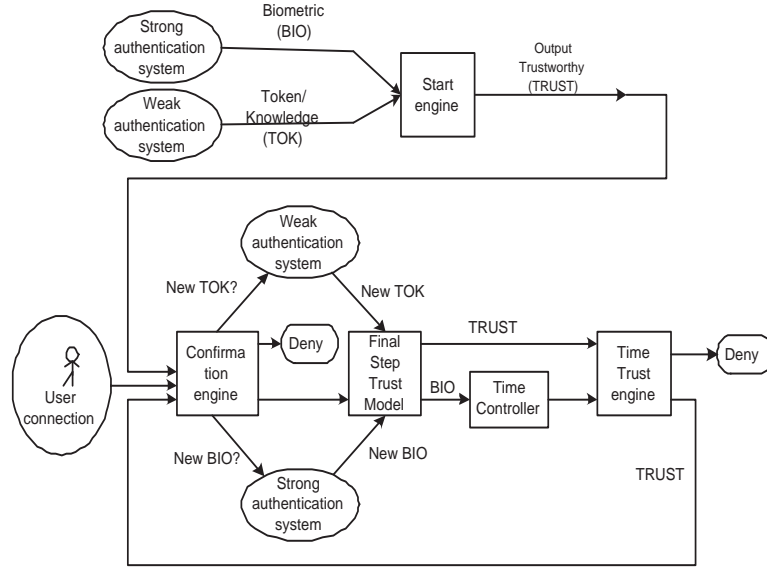 Strong
authentication
system
Biometric
(BIO)
Weak
authentication
system
Token/
Knowledge
(TOK)
Start
engine
Output
Trustworthy
(TRUST)
Weak
authentication
system
New TOK?
New TOK
User
connection
Confirma
tion
engine
Deny
Final
Step
Trust
Model
TRUST
BIO
Time
Controller
Time
Trust
engine
Deny
New BIO?
New BIO
Strong
authentication
system
TRUST